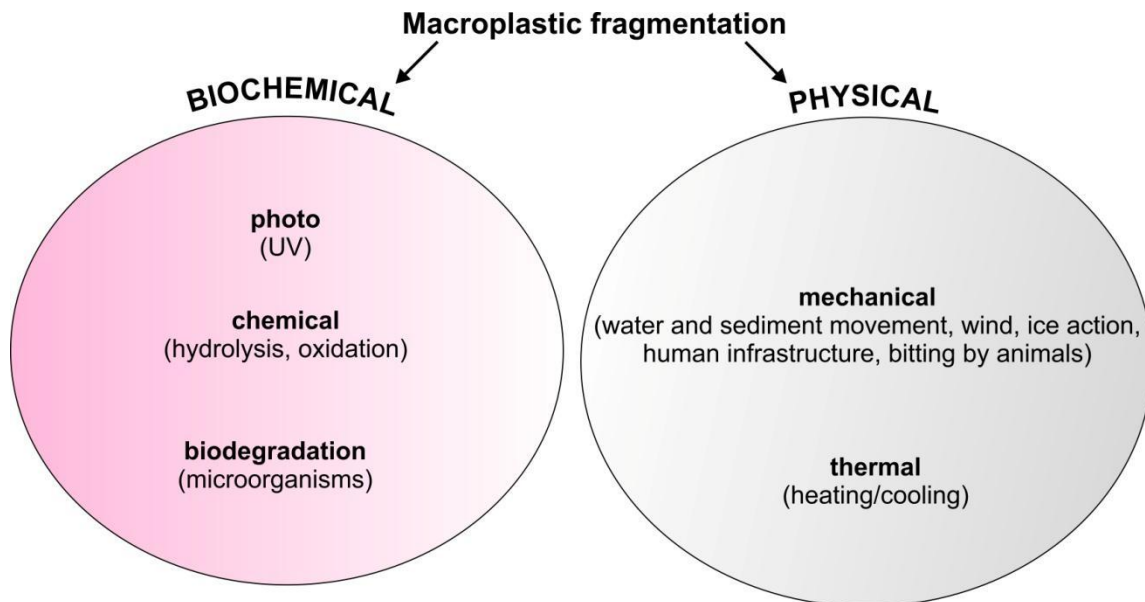 Macroplastic fragmentation
BIOCHEMICAL
photo
(UV)
chemical
(hydrolysis, oxidation)
biodegradation
(microorganisms)
PHYSICAL
mechanical
(water and sediment movement, wind, ice action,
human infrastructure, bitting by animals)
thermal
(heating/cooling)